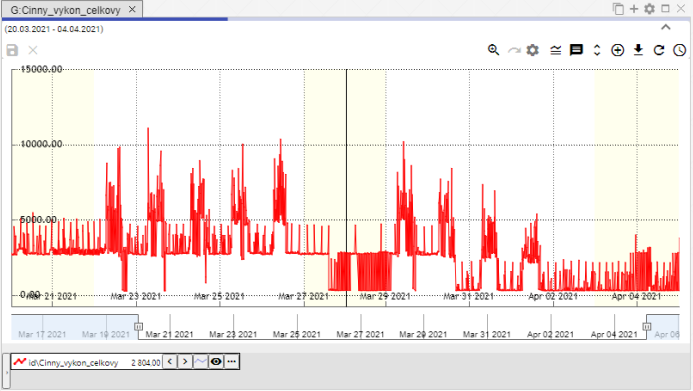 G:Cinny_vykon_celkovy
(20.03.2021 - 04.04.2021)
15000.00
10000.00
5000.00
0.00
Mar 21 2021 Mar 23 2021 Mar 25 2021 Mar 27 2021 Mar 29 2021 Mar 31 2021 Apr 02 2021 Apr 04 2021
Mar 17 2021 Mar 19 2021 Mar 21 2021 Mar 23 2021 Mar 25 2021 Mar 27 2021 Mar 29 2021 Mar 31 2021 Apr 02 2021 Apr 04 2021 Apr 06
id\Cinny_vykon_celkovy 2 804.00